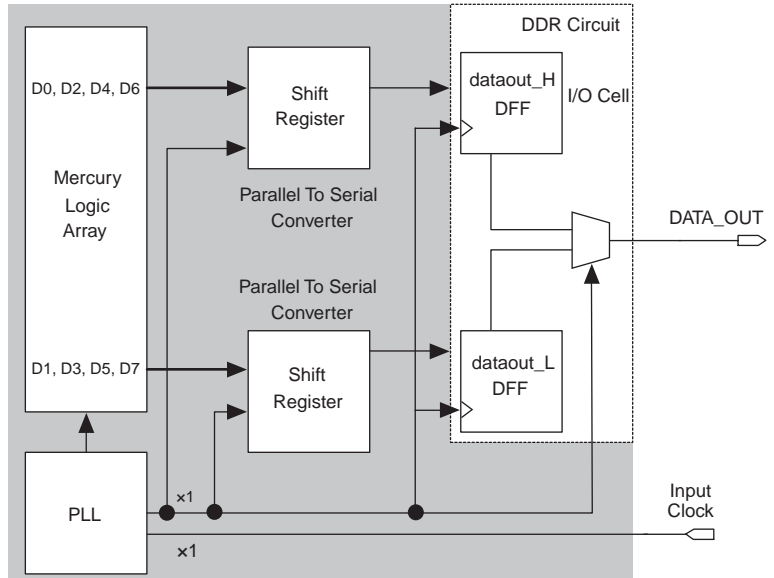 DDR Circuit
D0, D2, D4, D6
Shift
Register
dataout_H
DFF
I/O Cell
Mercury
Logic
Array
Parallel To Serial
Converter
DATA_OUT
Parallel To Serial
Converter
D1, D3, D5, D7
Shift
Register
dataout_L
DFF
PLL
×1
×1
Input
Clock